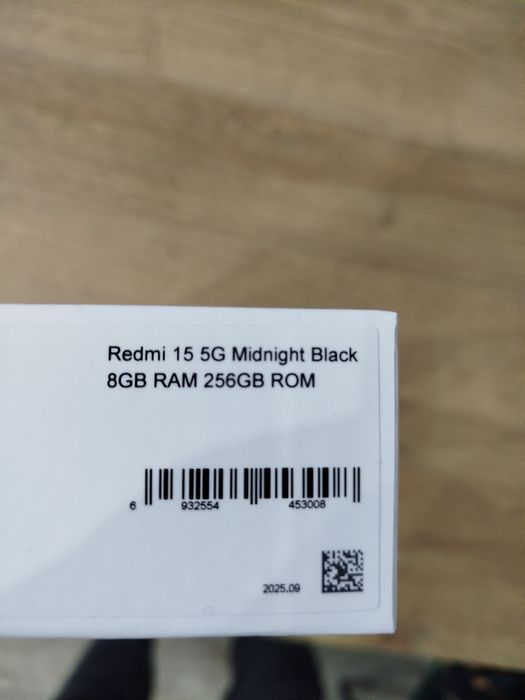 Redmi 15 5G Midnight Black
8GB RAM 256GB ROM
6 932554 453008
2025.09